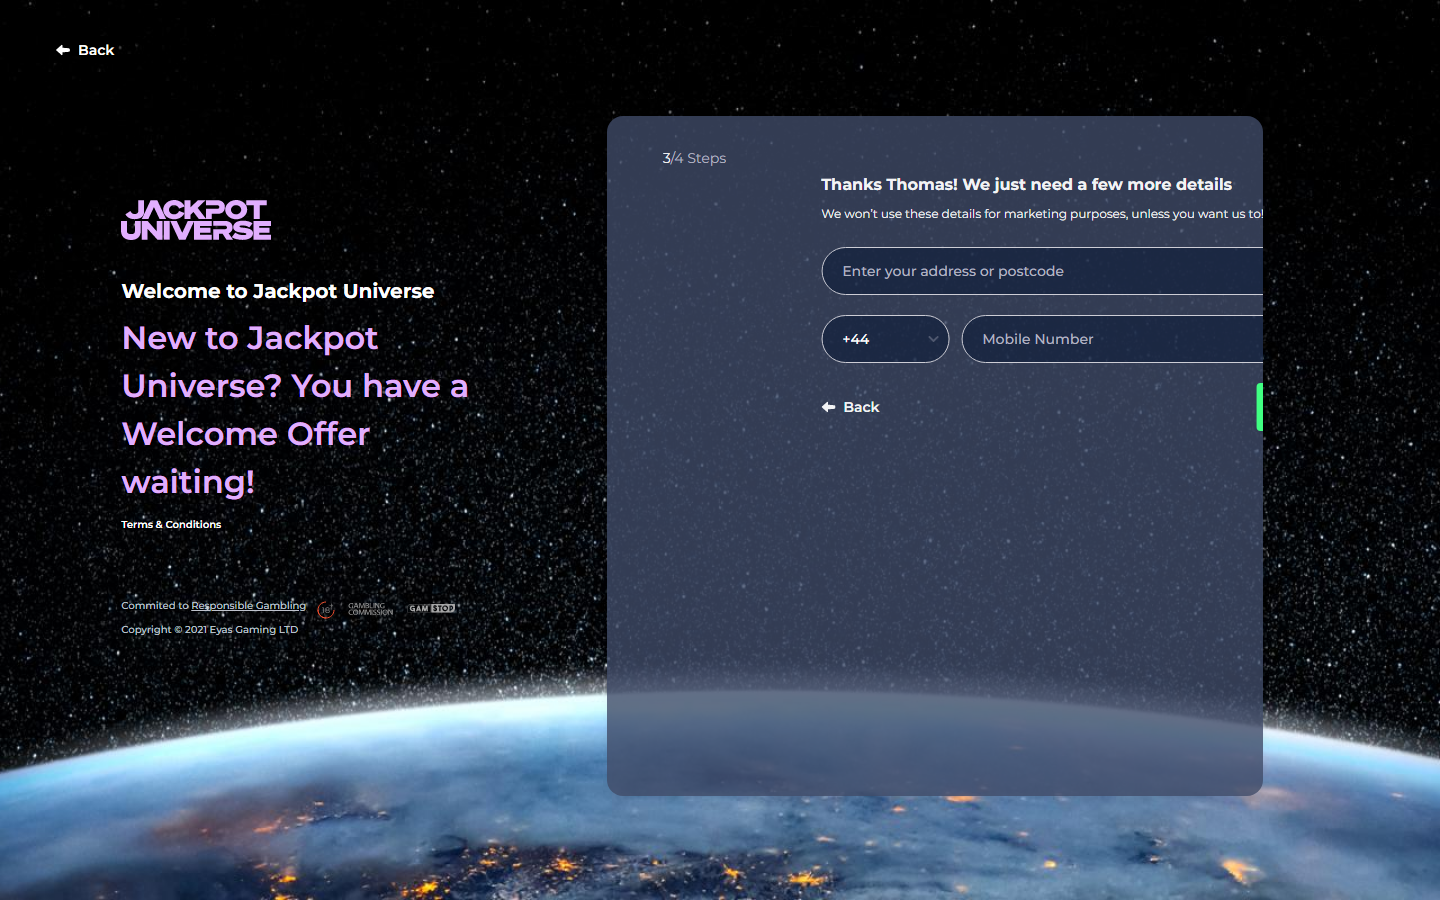 Back
JACKPOT
UNIVERSE
Welcome to Jackpot Universe
New to Jackpot
Universe? You have a
Welcome Offer
waiting!
Terms & Conditions
Commited to Responsible Gambling
18+
GAMBLING
COMMISSION
GAMSTOP
Copyright © 2021 Eyas Gaming LTD
3/4 Steps
Thanks Thomas! We just need a few more details
We won't use these details for marketing purposes, unless you want us to!
Enter your address or postcode
+44
Mobile Number
Back